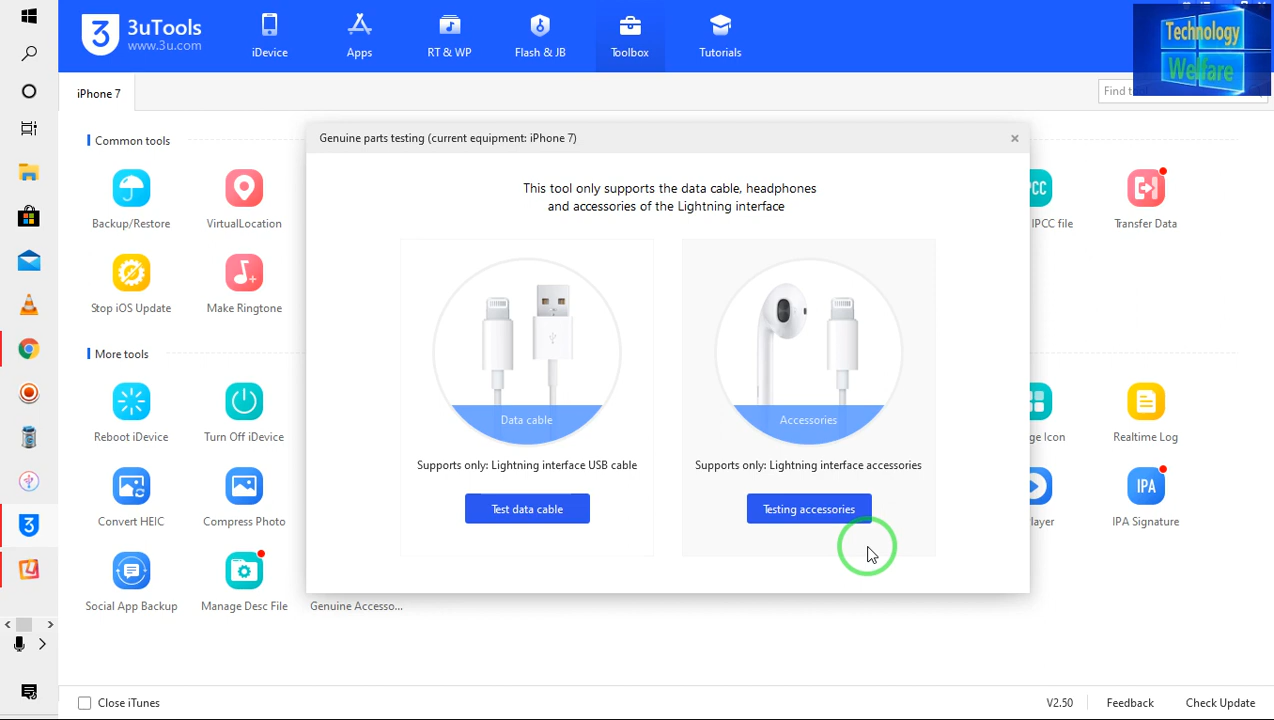 3 3uTools
www.3u.com
iDevice
Apps
RT & WP
Flash & JB
Toolbox
Tutorials
Technology
Welfare
iPhone 7
Find
Common tools
Backup/Restore
VirtualLocation
IPCC file
Transfer Data
Stop iOS Update
Make Ringtone
More tools
Reboot iDevice
Turn Off iDevice
Icon
Realtime Log
Convert HEIC
Compress Photo
IPA
IPA Signature
Social App Backup
Manage Desc File
Genuine Accesso...
Genuine parts testing (current equipment: iPhone 7)
This tool only supports the data cable, headphones
and accessories of the Lightning interface
Data cable
Accessories
Supports only: Lightning interface USB cable
Supports only: Lightning interface accessories
Test data cable
Testing accessories
Close iTunes
V2.50
Feedback
Check Update